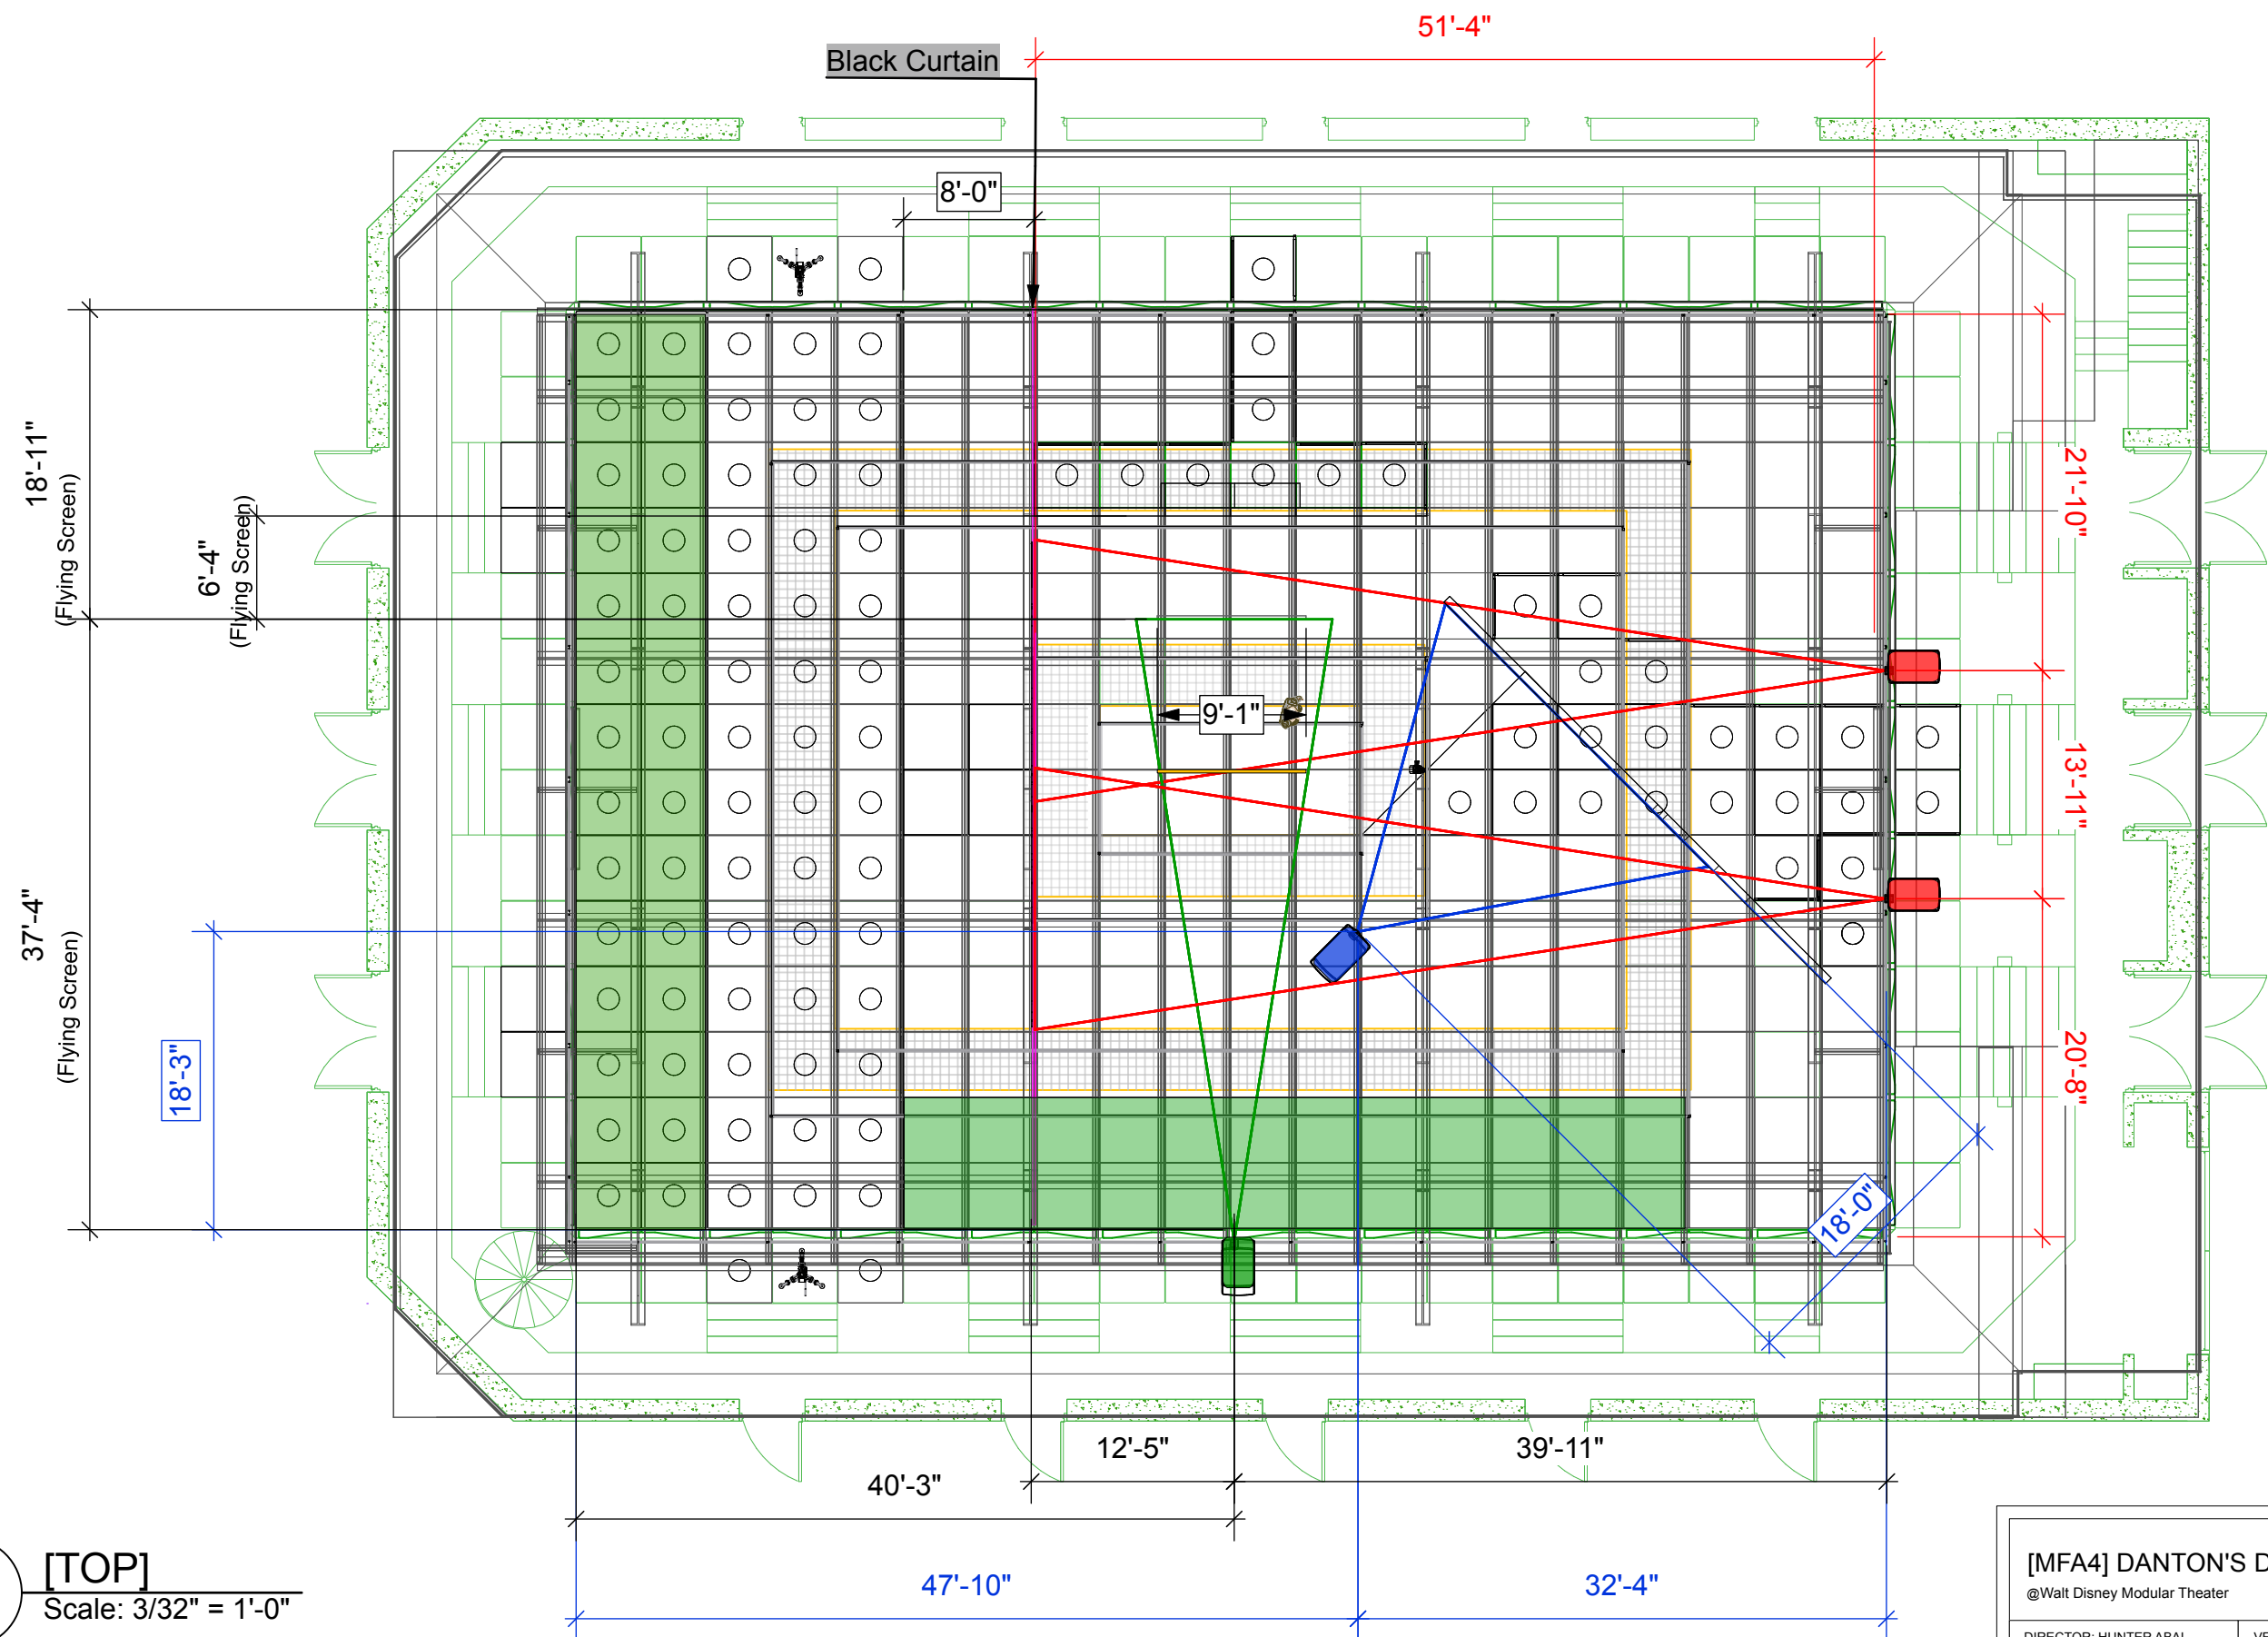 51'-4"
Black Curtain
8'-0"
18'-11"
(Flying Screen)
6'-4"
(Flying Screen)
21'-10"
9'-1"
13'-11"
37'-4"
(Flying Screen)
18'-3"
20'-8"
18'-0"
12'-5"
39'-11"
40'-3"
47'-10"
32'-4"
[TOP]
Scale: 3/32" = 1'-0"
[MFA4] DANTON'S
@Walt Disney Modular Theater
DIRECTOR: HUNTER